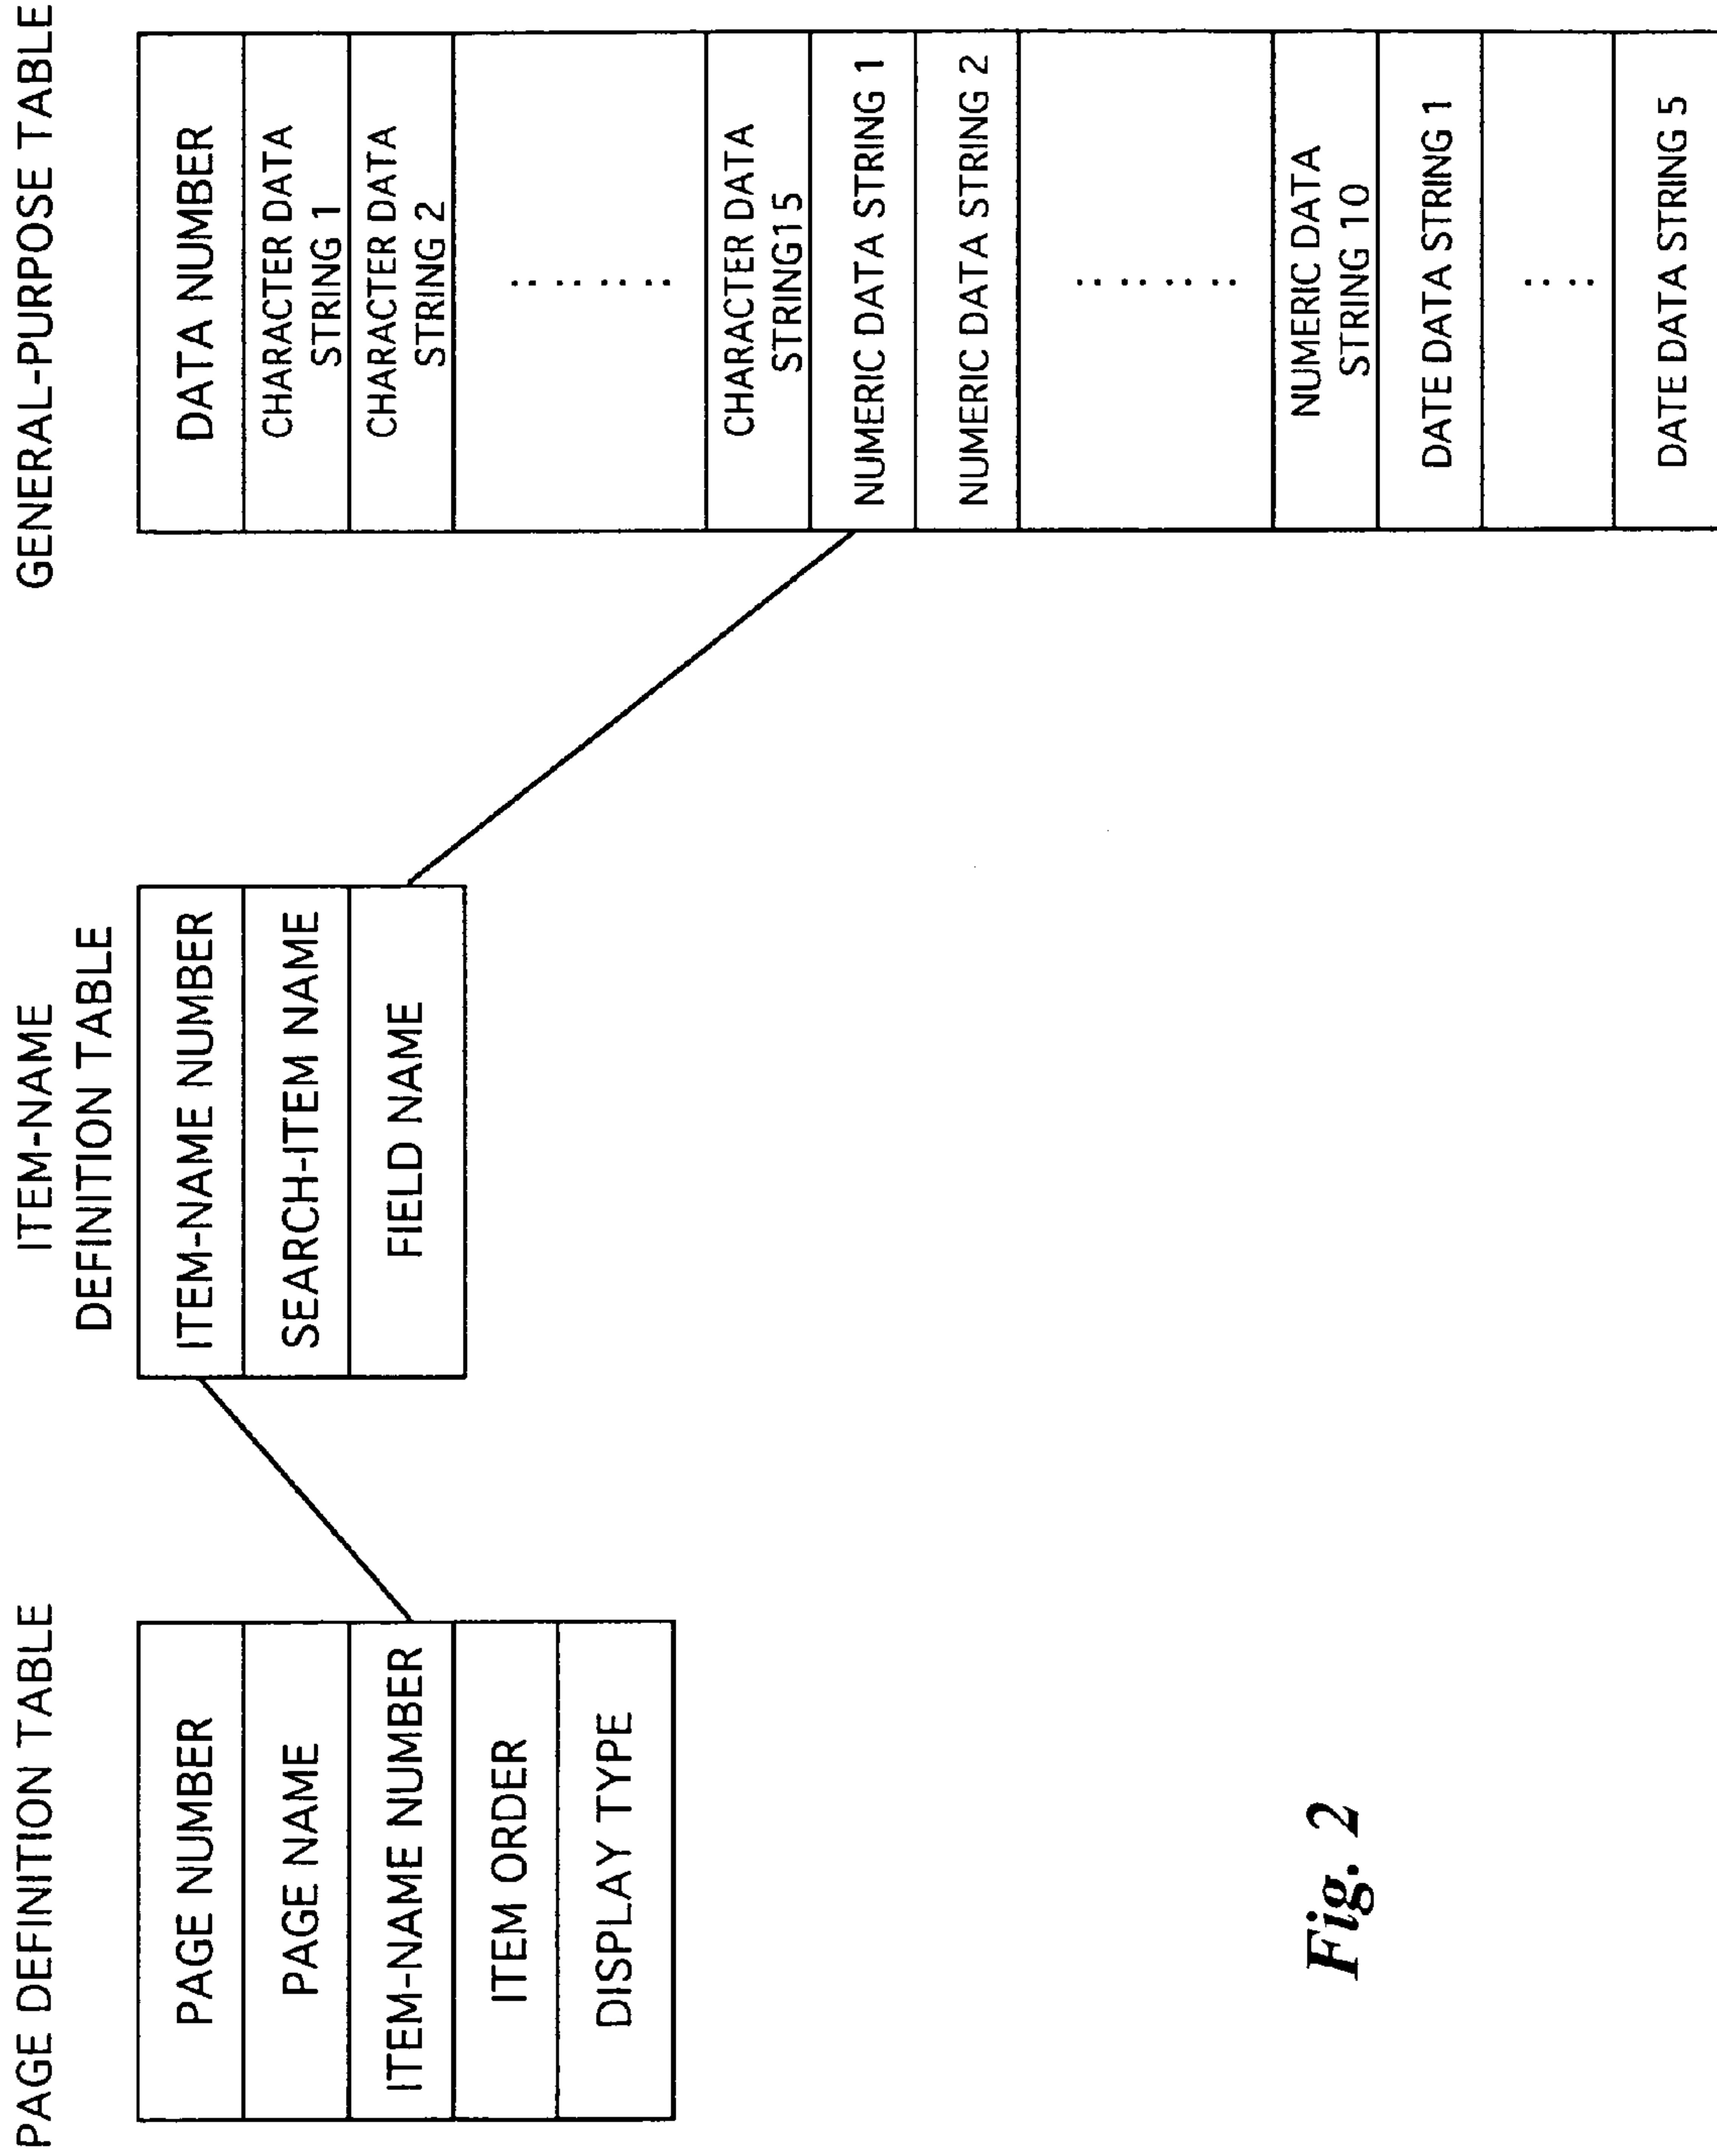 PAGE DEFINITION TABLE
PAGE NUMBER
PAGE NAME
ITEM-NAME NUMBER
ITEM ORDER
DISPLAY TYPE
ITEM-NAME
DEFINITION TABLE
ITEM-NAME NUMBER
SEARCH-ITEM NAME
FIELD NAME
GENERAL-PURPOSE TABLE
DATA NUMBER
CHARACTER DATA
STRING 1
CHARACTER DATA
STRING 2
.......
CHARACTER DATA
STRING15
NUMERIC DATA STRING 1
NUMERIC DATA STRING 2
........
NUMERIC DATA
STRING 10
DATE DATA STRING 1
....
DATE DATA STRING 5
Fig. 2